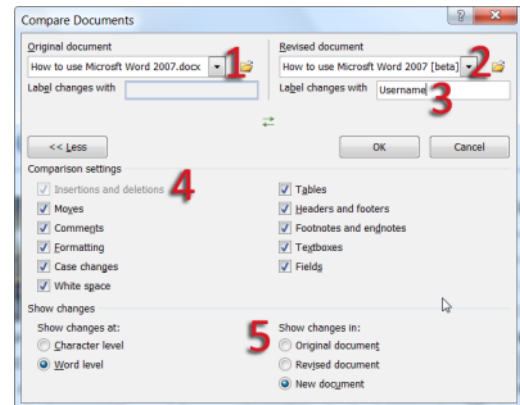 Compare Documents
Original document
How to use Microsft Word 2007.docx
1
Label changes with
Revised document
How to use Microsft Word 2007 [beta]
2
Label changes with
Username
3
<< Less
OK
Cancel
Comparison settings
4
Insertions and deletions
Moves
Comments
Formatting
Case changes
White space
Tables
Headers and footers
Footnotes and endnotes
Textboxes
Fields
Show changes
Show changes at:
Character level
Word level
5
Show changes in:
Original document
Revised document
New document